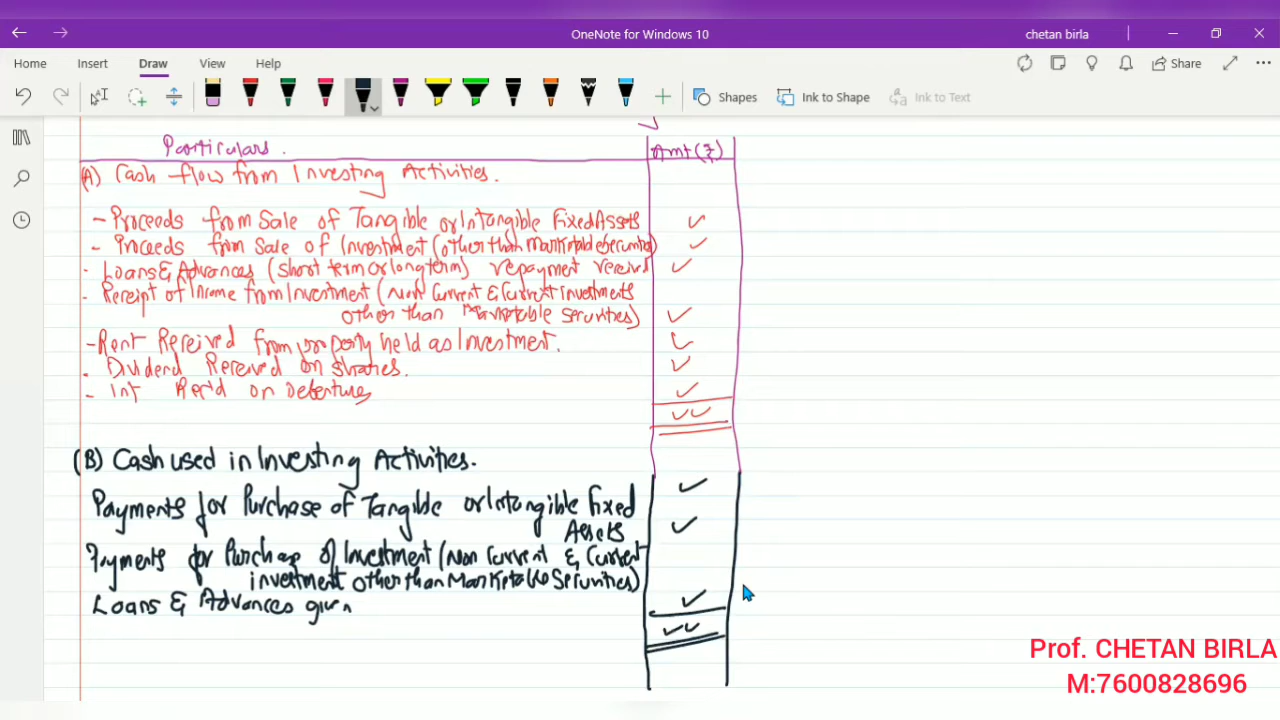 OneNote for Windows 10
chetan birla
Home Insert Draw View Help
Share
Shapes Ink to Shape Ink to Text
Particulars. Amt (₹)
(A) Cash flow from Investing Activities.
- Proceeds from Sale of Tangible or Intangible Fixed Assets
- Proceeds from Sale of Investment (other than Marketable Securities)
- Loans & Advances (short term or long term) repayment received
- Receipt of Income from Investment (Non Current & Current investments
other than Marketable securities)
- Rent Received from property held as Investment.
- Dividend Received on shares.
- Int Rec'd on Debentures
(B) Cash used in Investing Activities.
Payments for Purchase of Tangible or Intangible Fixed
Assets
Payments for Purchase of Investment (Non Current & Current
investment other than Marketable Securities)
Loans & Advances given
Prof. CHETAN BIRLA
M:7600828696